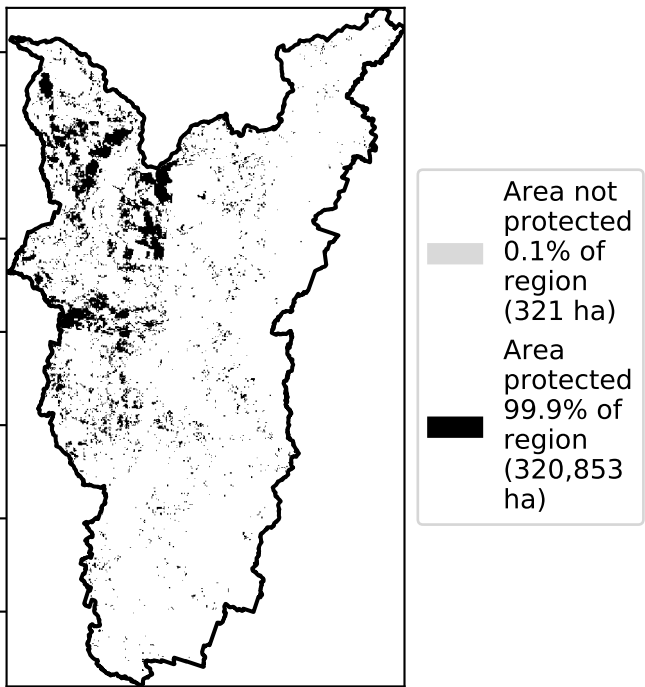 Area not
protected
0.1% of
region
(321 ha)
Area
protected
99.9% of
region
(320,853
ha)